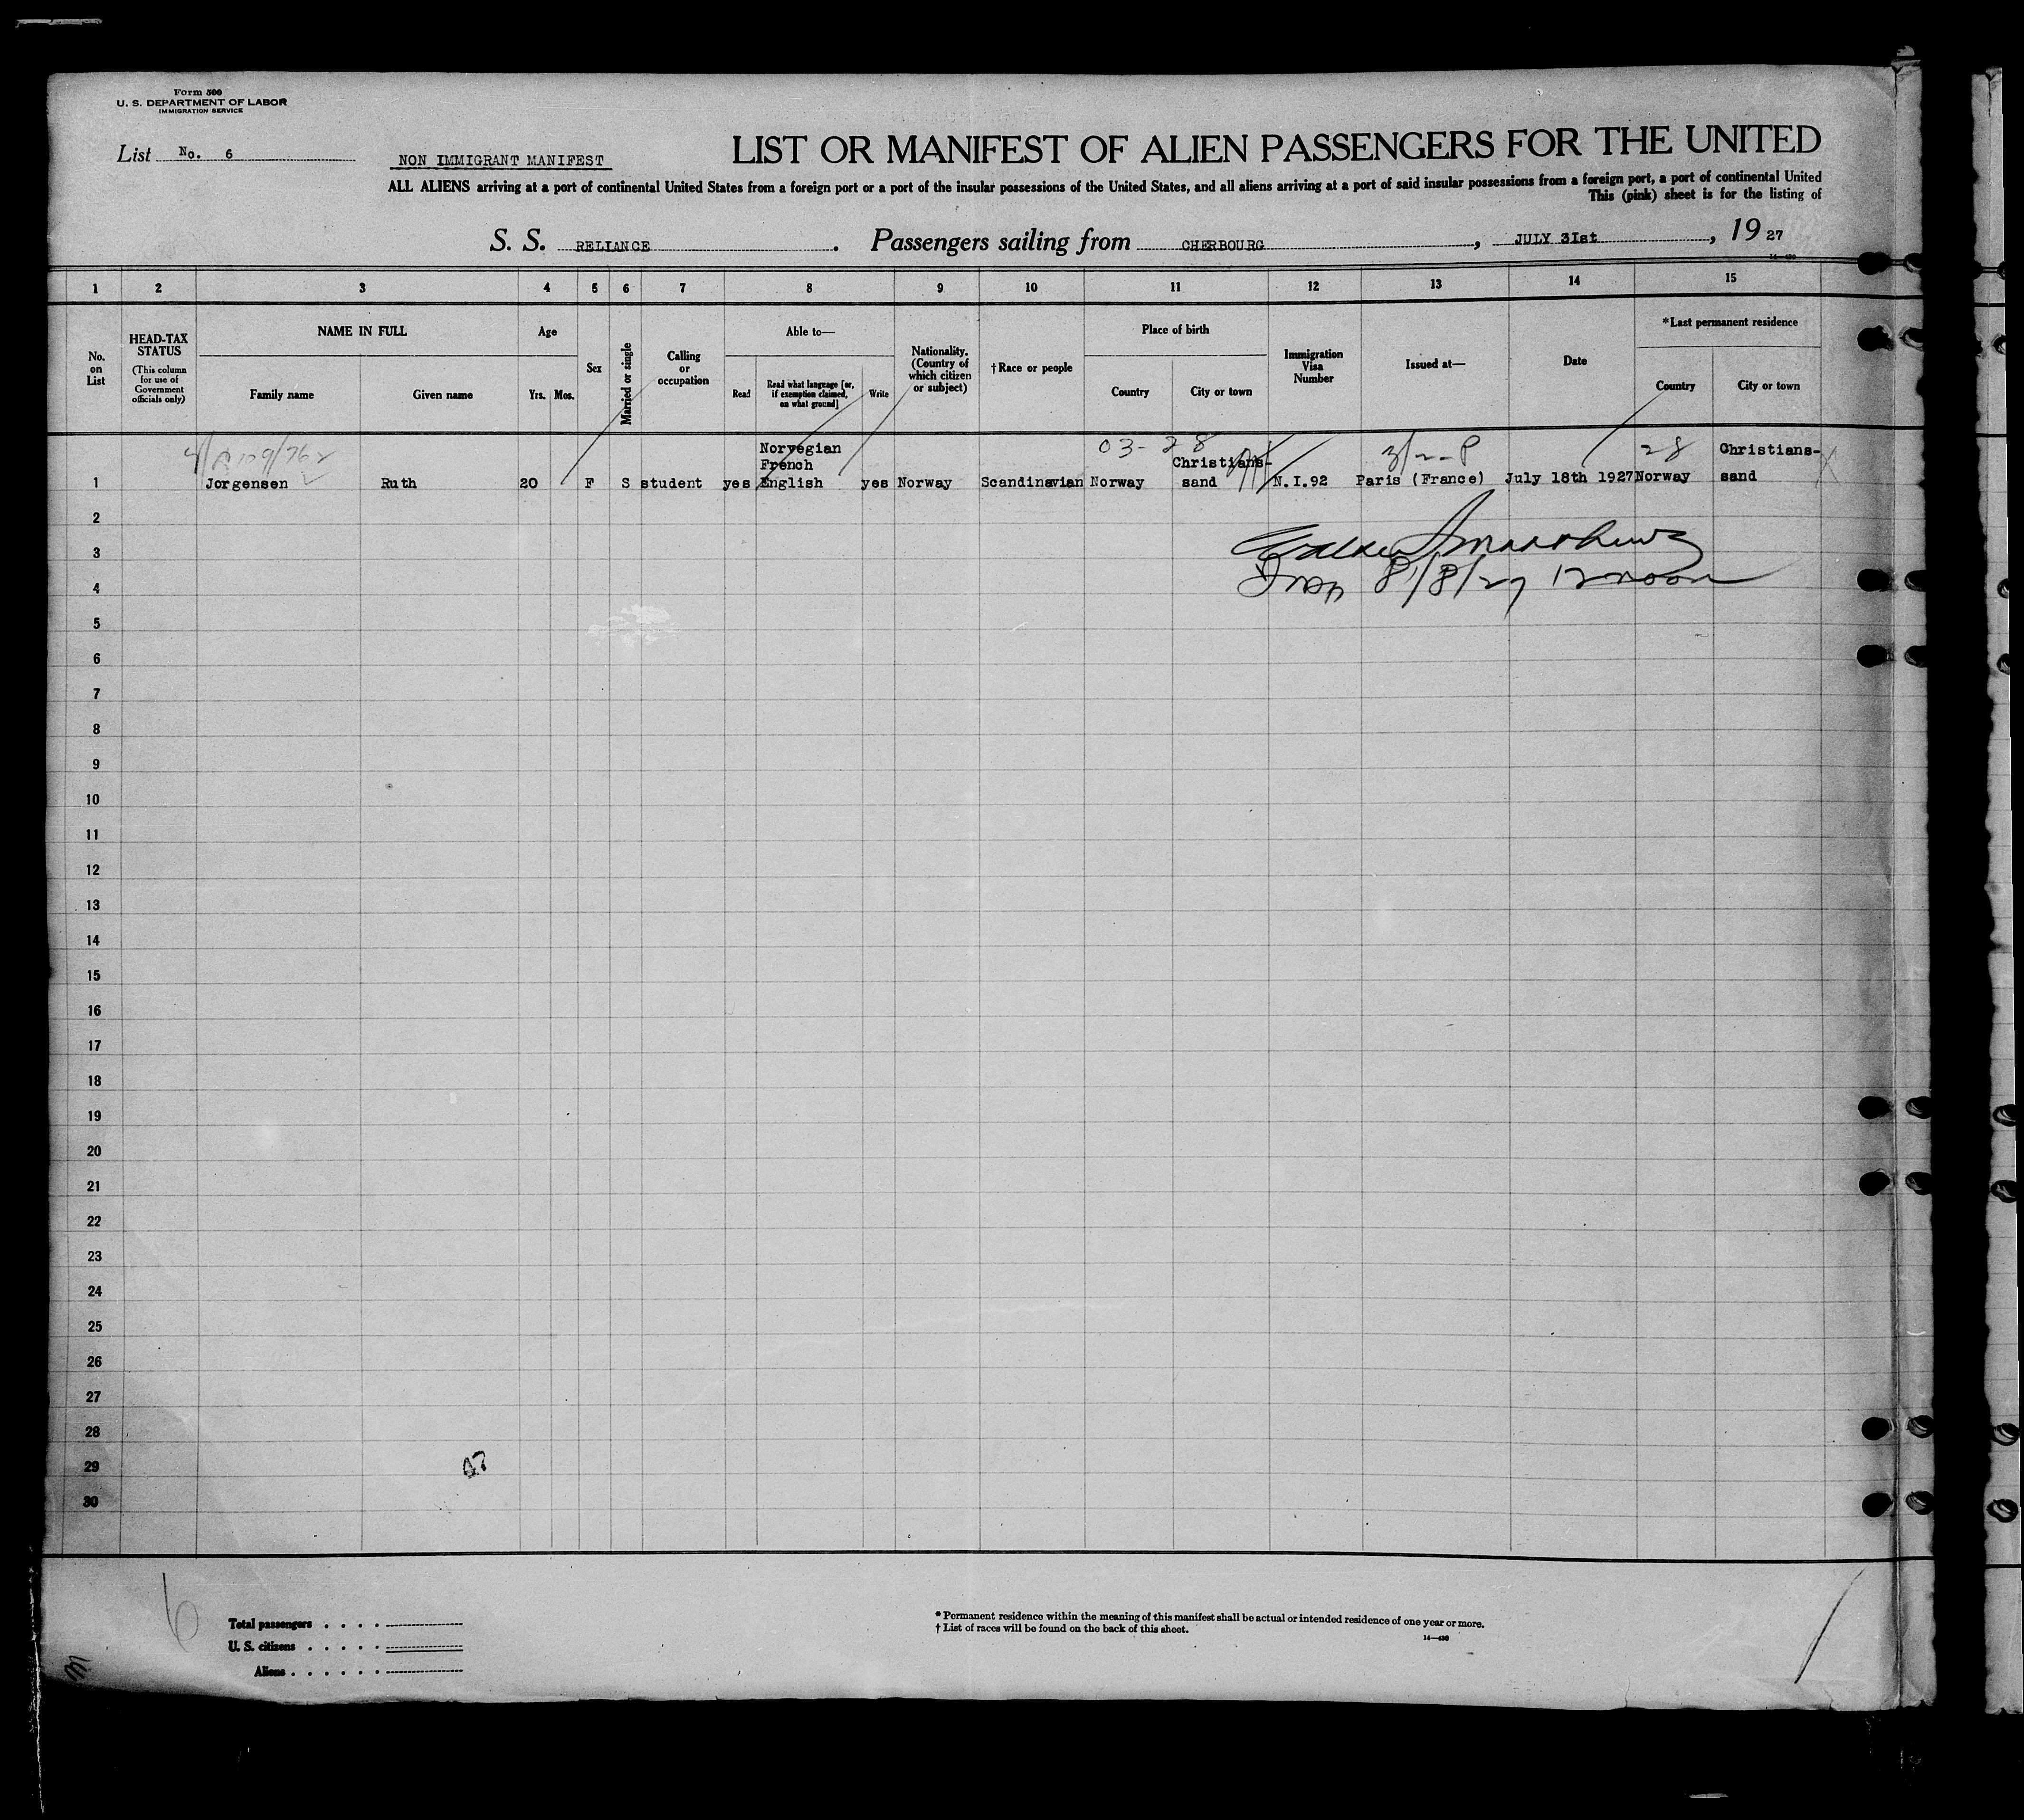 Form 500
U. S. DEPARTMENT OF LABOR
IMMIGRATION SERVICE
List No. 6
NON IMMIGRANT MANIFEST
LIST OR MANIFEST OF ALIEN PASSENGERS FOR THE UNITED
ALL ALIENS arriving at a port of continental United States from a foreign port or a port of the insular possessions of the United States, and all aliens arriving at a port of said insular possessions from a foreign port, a port of continental United
This (pink) sheet is for the listing of
S. S. RELIANCE. Passengers sailing from CHERBOURG, JULY 31st, 1927
14—430
1 2 3 4 5 6 7 8 9 10 11 12 13 14 15
No. on List
HEAD-TAX STATUS
(This column for use of Government officials only)
NAME IN FULL
Family name Given name
Age
Yrs. Mos.
Sex
Married or single
Calling or occupation
Able to—
Read
Read what language [or, if exemption claimed, on what ground]
Write
Nationality. (Country of which citizen or subject)
†Race or people
Place of birth
Country City or town
Immigration Visa Number
Issued at—
Date
*Last permanent residence
Country City or town
03-28
28
Norvegian
French
Christians-
Christians-
1 Jorgensen Ruth 20 F S student yes English yes Norway Scandinavian Norway sand N.I.92 Paris (France) July 18th 1927 Norway sand
2
3
4
8/8/27 12 noon
5
6
7
8
9
10
11
12
13
14
15
16
17
18
19
20
21
22
23
24
25
26
27
28
29
30
6
Total passengers . . . .
U. S. citizens . . . . .
Aliens . . . . . .
* Permanent residence within the meaning of this manifest shall be actual or intended residence of one year or more.
† List of races will be found on the back of this sheet.
14—430